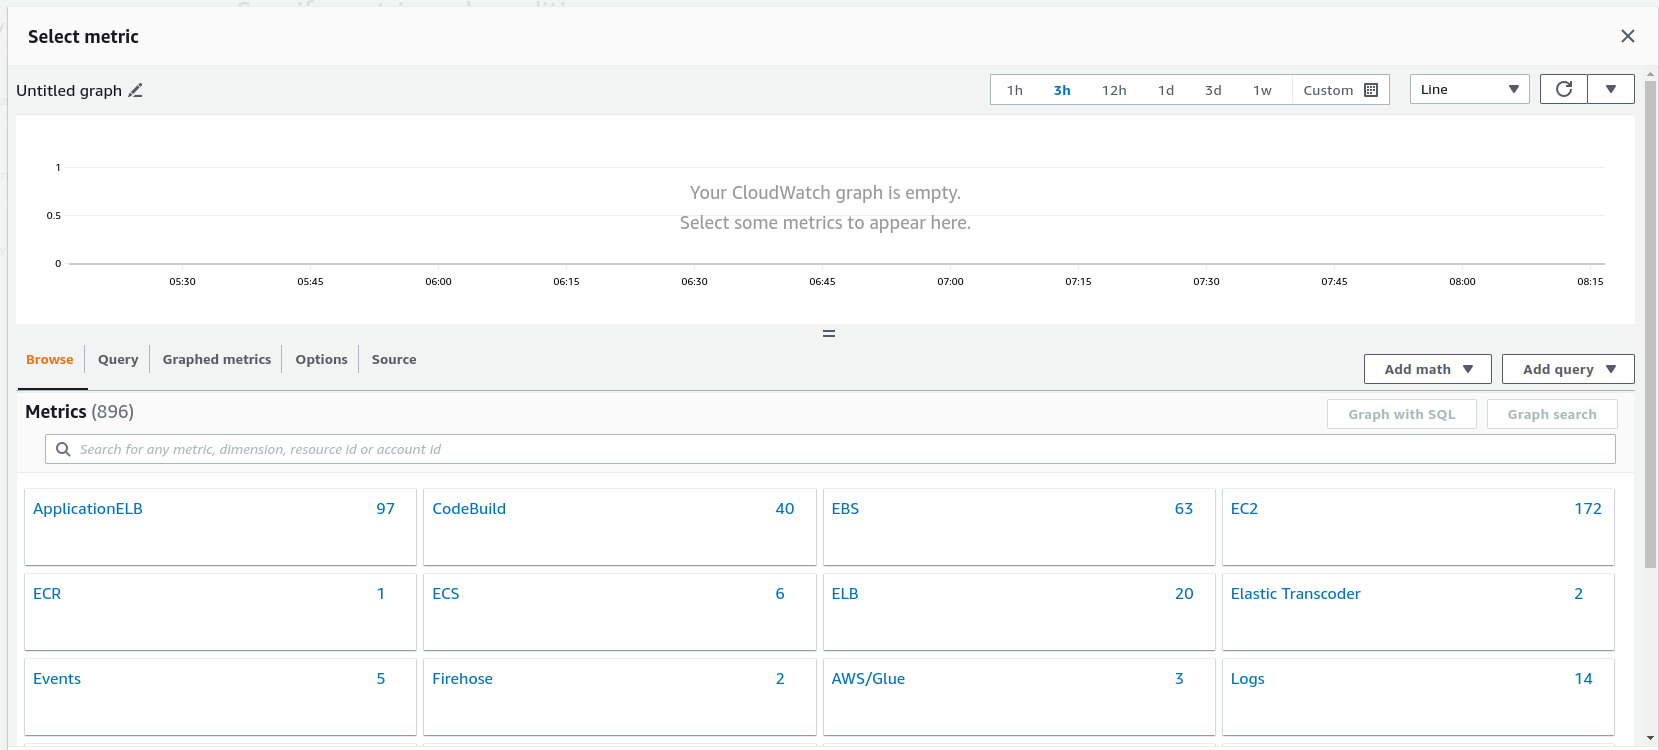 Select metric
Untitled graph
1h 3h 12h 1d 3d 1w Custom Line
1
Your CloudWatch graph is empty.
0.5
Select some metrics to appear here.
0
05:30 05:45 06:00 06:15 06:30 06:45 07:00 07:15 07:30 07:45 08:00 08:15
Browse Query Graphed metrics Options Source
Add math Add query
Metrics (896)
Graph with SQL Graph search
Search for any metric, dimension, resource id or account id
ApplicationELB 97 CodeBuild 40 EBS 63 EC2 172
ECR 1 ECS 6 ELB 20 Elastic Transcoder 2
Events 5 Firehose 2 AWS/Glue 3 Logs 14